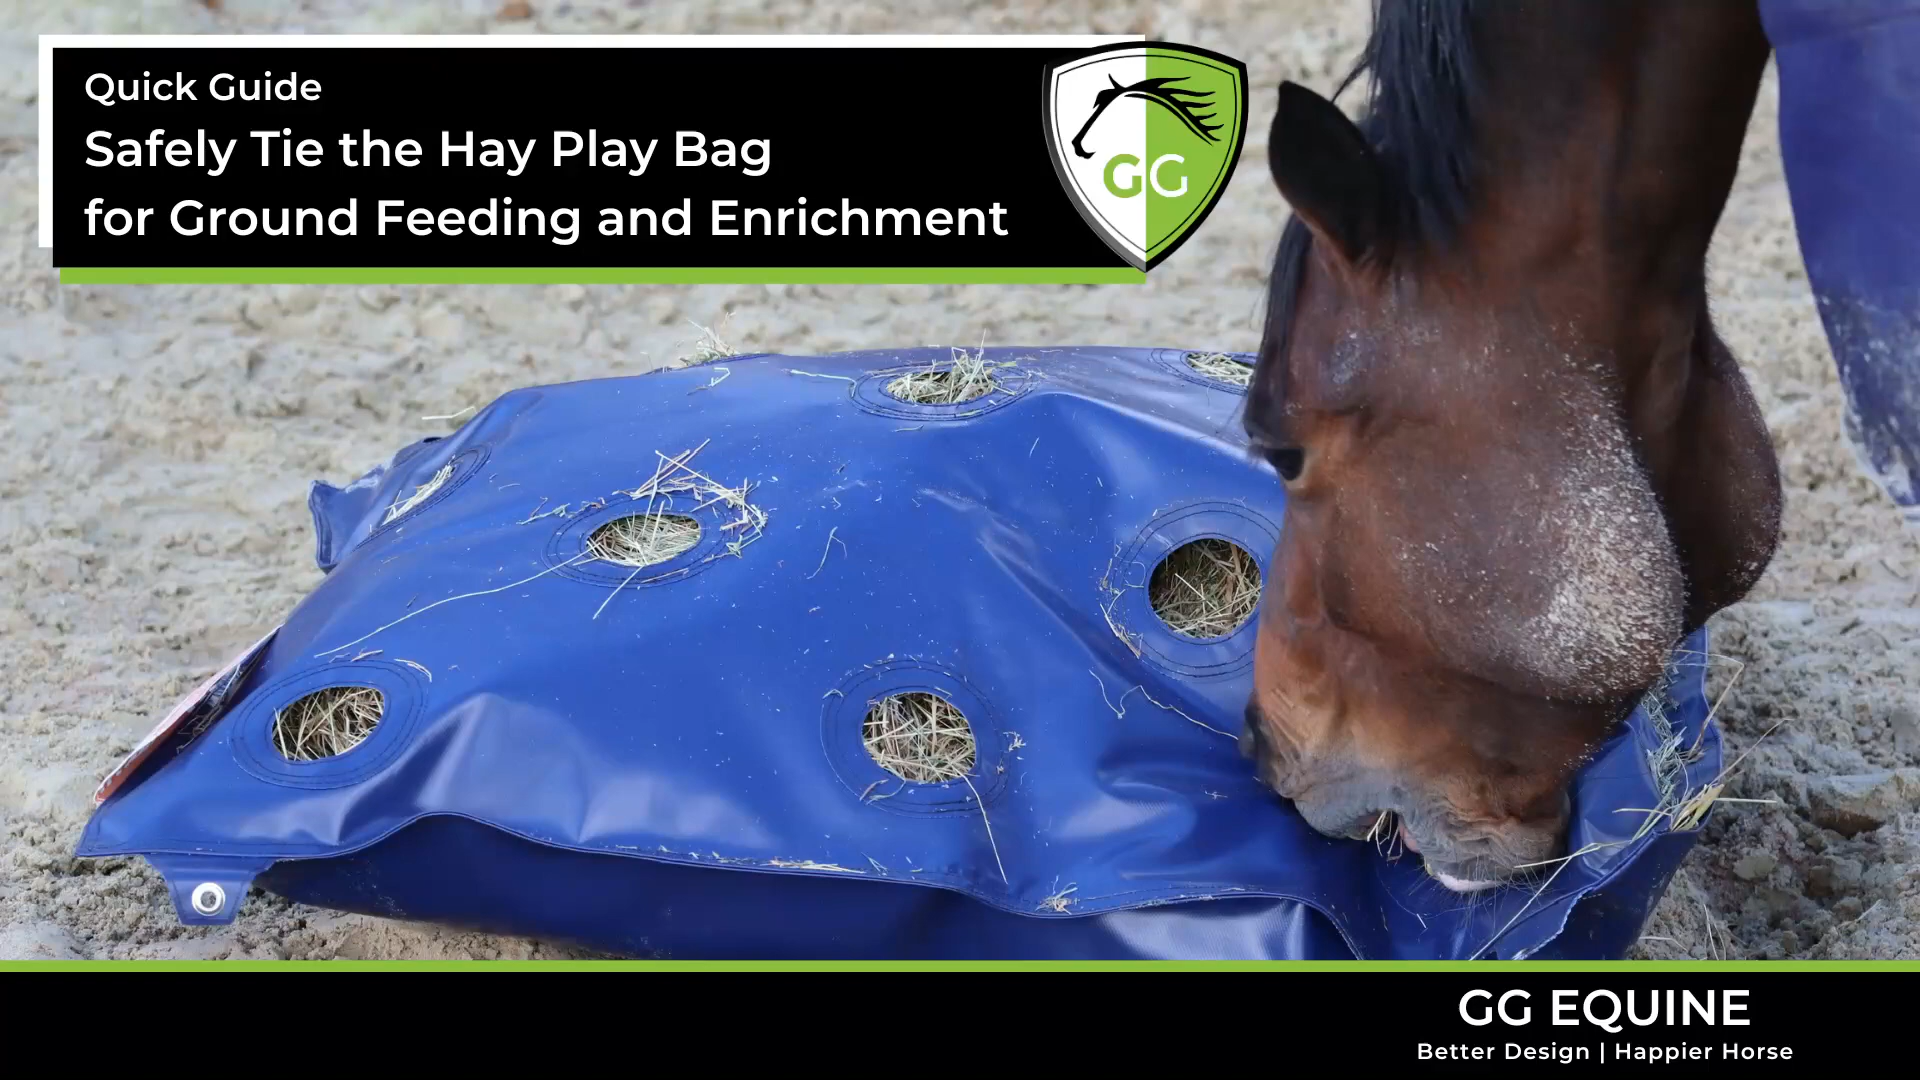 Quick Guide
Safely Tie the Hay Play Bag
for Ground Feeding and Enrichment
GG
GG EQUINE
Better Design | Happier Horse